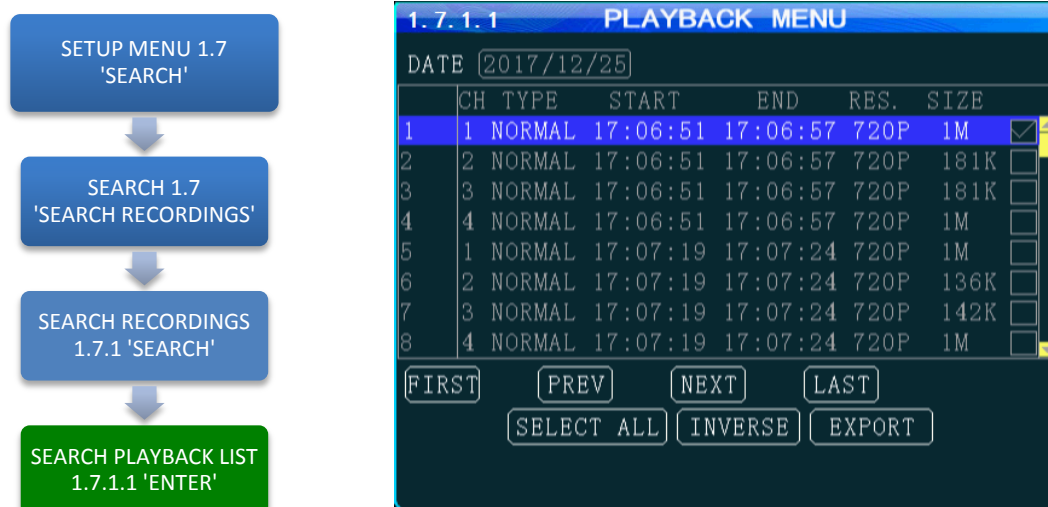 SETUP MENU 1.7
'SEARCH'
SEARCH 1.7
'SEARCH RECORDINGS'
SEARCH RECORDINGS
1.7.1 'SEARCH'
SEARCH PLAYBACK LIST
1.7.1.1 'ENTER'
1.7.1.1 PLAYBACK MENU
DATE 2017/12/25
CH TYPE START END RES. SIZE
1 1 NORMAL 17:06:51 17:06:57 720P 1M
2 2 NORMAL 17:06:51 17:06:57 720P 181K
3 3 NORMAL 17:06:51 17:06:57 720P 181K
4 4 NORMAL 17:06:51 17:06:57 720P 1M
5 1 NORMAL 17:07:19 17:07:24 720P 1M
6 2 NORMAL 17:07:19 17:07:24 720P 136K
7 3 NORMAL 17:07:19 17:07:24 720P 142K
8 4 NORMAL 17:07:19 17:07:24 720P 1M
FIRST PREV NEXT LAST
SELECT ALL INVERSE EXPORT